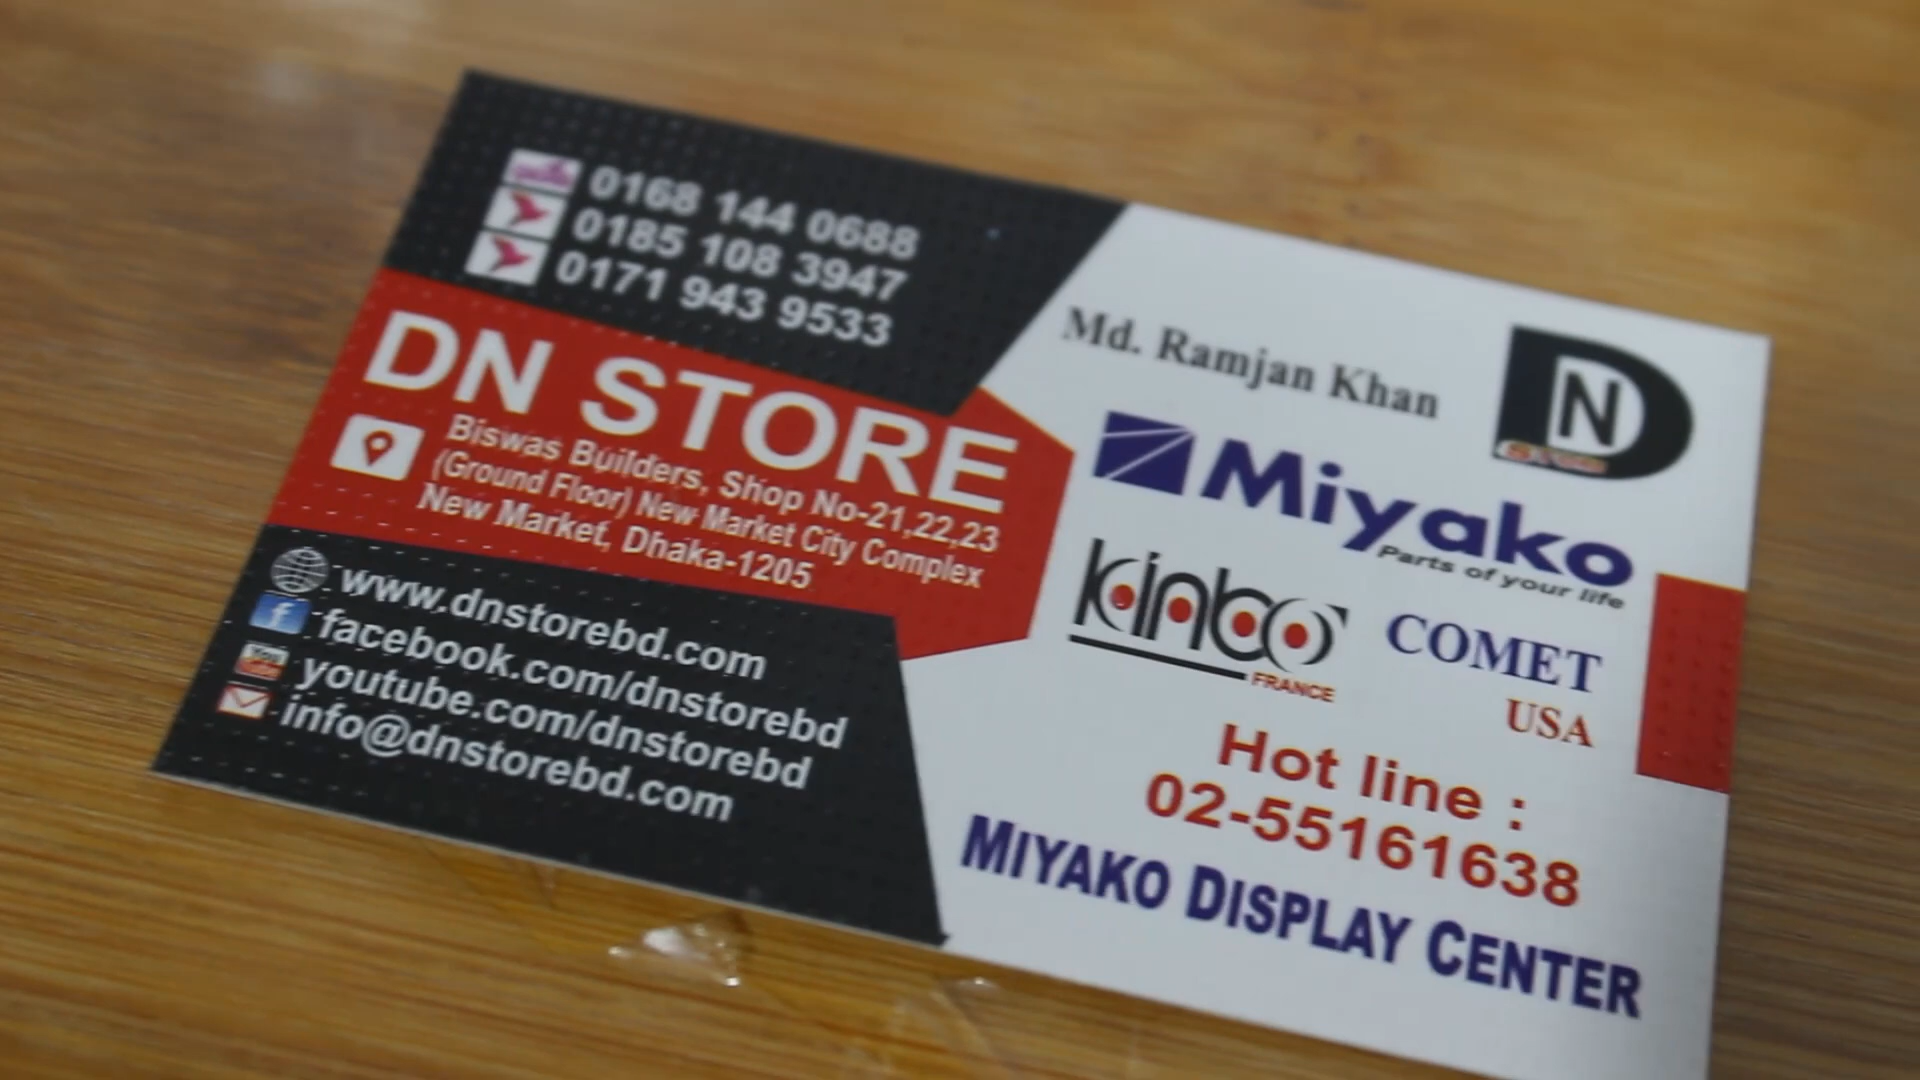 0168 144 0688
0185 108 3947
0171 943 9533
DN STORE
Biswas Builders, Shop No-21,22,23
(Ground Floor) New Market City Complex
New Market, Dhaka-1205
www.dnstorebd.com
facebook.com/dnstorebd
You
youtube.com/dnstorebd
info@dnstorebd.com
Md. Ramjan Khan
DN
Miyako
Parts of your life
kinbo
FRANCE
COMET
USA
Hot line :
02-55161638
MIYAKO DISPLAY CENTER